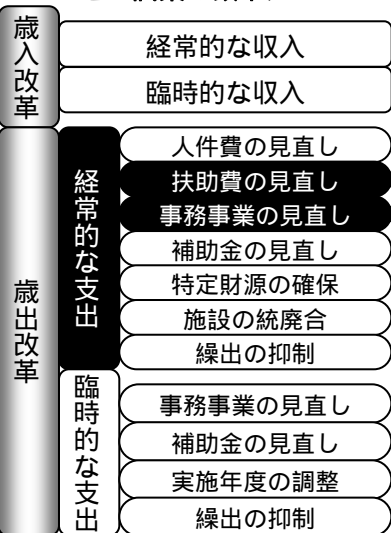 歳入改革
経常的な収入
臨時的な収入
歳出改革
経常的な支出
人件費の見直し
扶助費の見直し
事務事業の見直し
補助金の見直し
特定財源の確保
施設の統廃合
繰出の抑制
臨時的な支出
事務事業の見直し
補助金の見直し
実施年度の調整
繰出の抑制